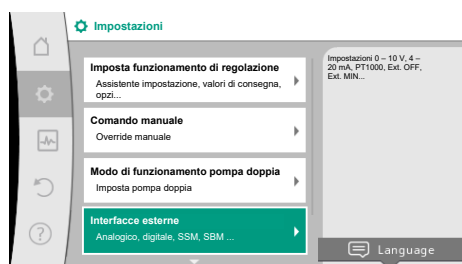 Impostazioni
Imposta funzionamento di regolazione
Assistente impostazione, valori di consegna,
opzi...
Comando manuale
Override manuale
Modo di funzionamento pompa doppia
Imposta pompa doppia
Interfacce esterne
Analogico, digitale, SSM, SBM ...
Impostazioni 0 – 10 V, 4 –
20 mA, PT1000, Ext. OFF,
Ext. MIN...
Language
?